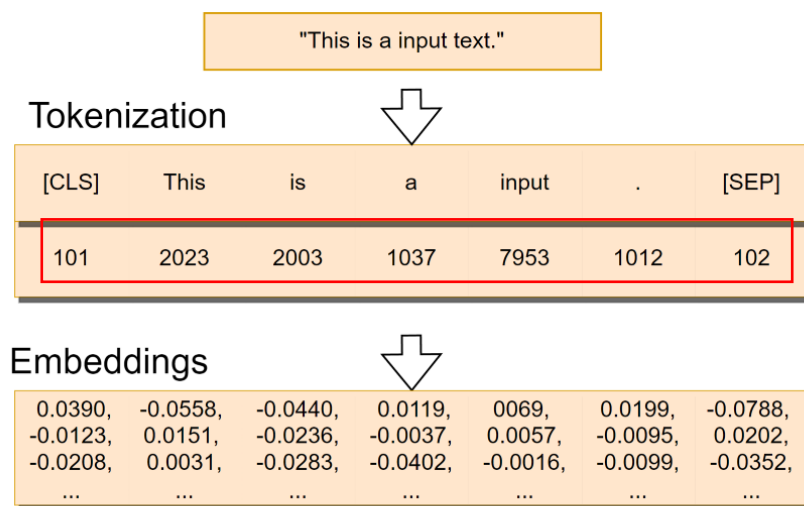 "This is a input text."
Tokenization
[CLS] This is a input . [SEP]
101 2023 2003 1037 7953 1012 102
Embeddings
0.0390, -0.0558, -0.0440, 0.0119, 0069, 0.0199, -0.0788,
-0.0123, 0.0151, -0.0236, -0.0037, 0.0057, -0.0095, 0.0202,
-0.0208, 0.0031, -0.0283, -0.0402, -0.0016, -0.0099, -0.0352,
... ... ... ... ... ... ...